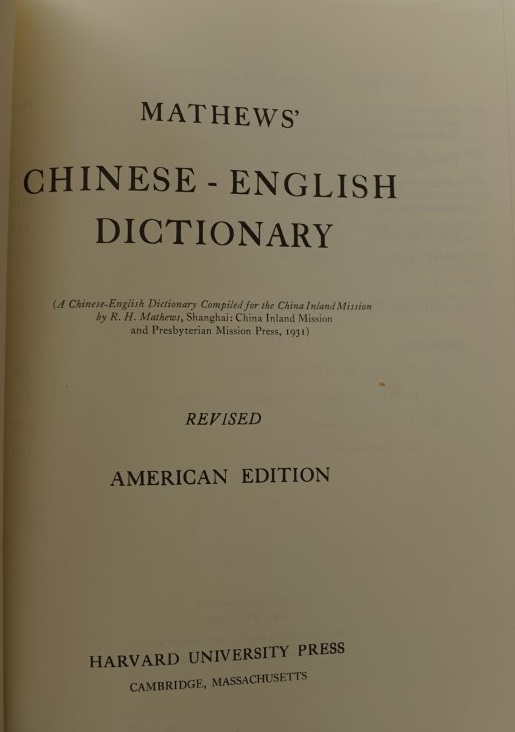 MATHEWS'
CHINESE - ENGLISH
DICTIONARY
(A Chinese-English Dictionary Compiled for the China Inland Mission
by R. H. Mathews, Shanghai: China Inland Mission
and Presbyterian Mission Press, 1931)
REVISED
AMERICAN EDITION
HARVARD UNIVERSITY PRESS
CAMBRIDGE, MASSACHUSETTS